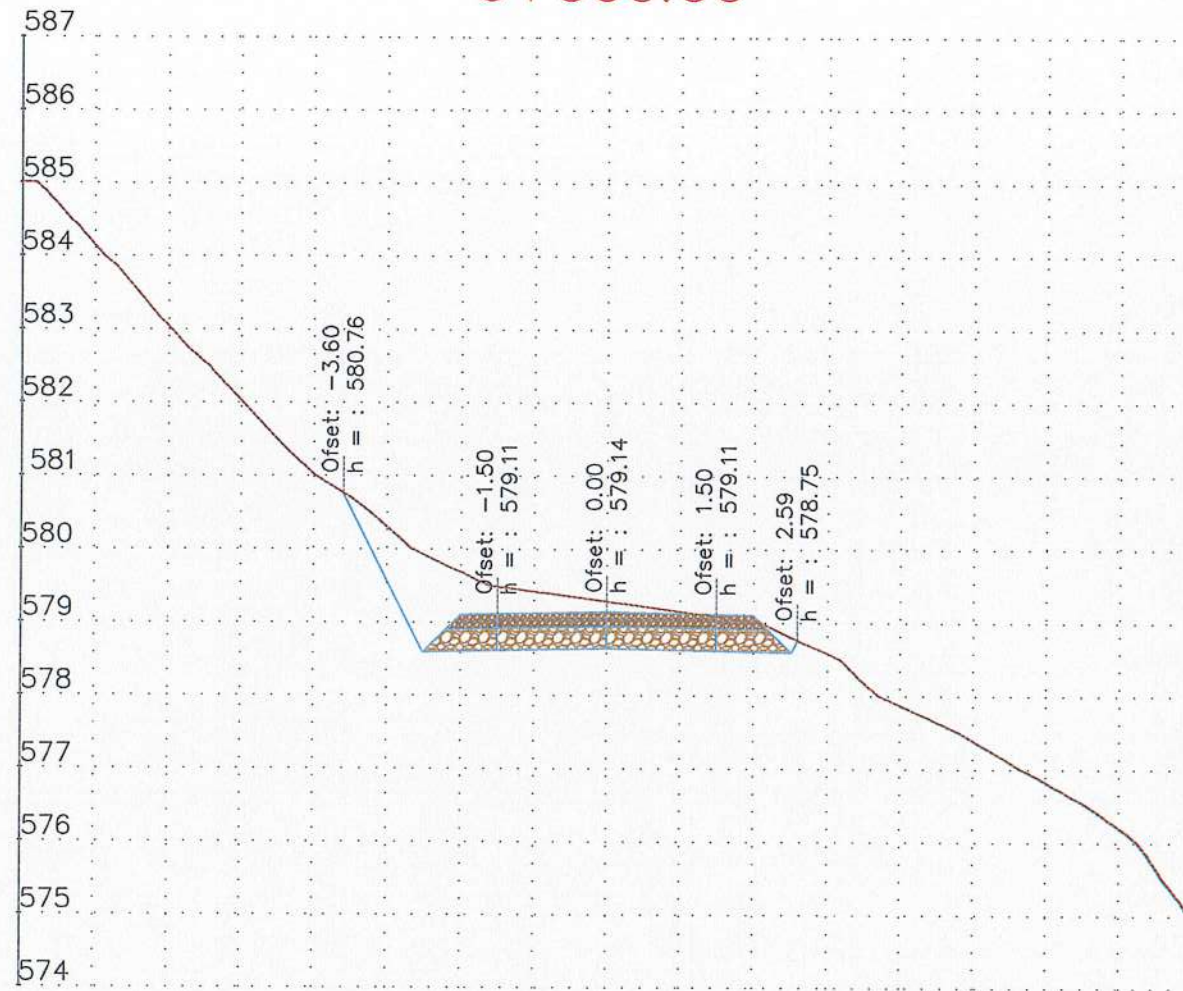 587
586
585
584
583
582
581
580
579
578
577
576
575
574
Ofset: -3.60
h = : 580.76
Ofset: -1.50
h = : 579.11
Ofset: 0.00
h = : 579.14
Ofset: 1.50
h = : 579.11
Ofset: 2.59
h = : 578.75